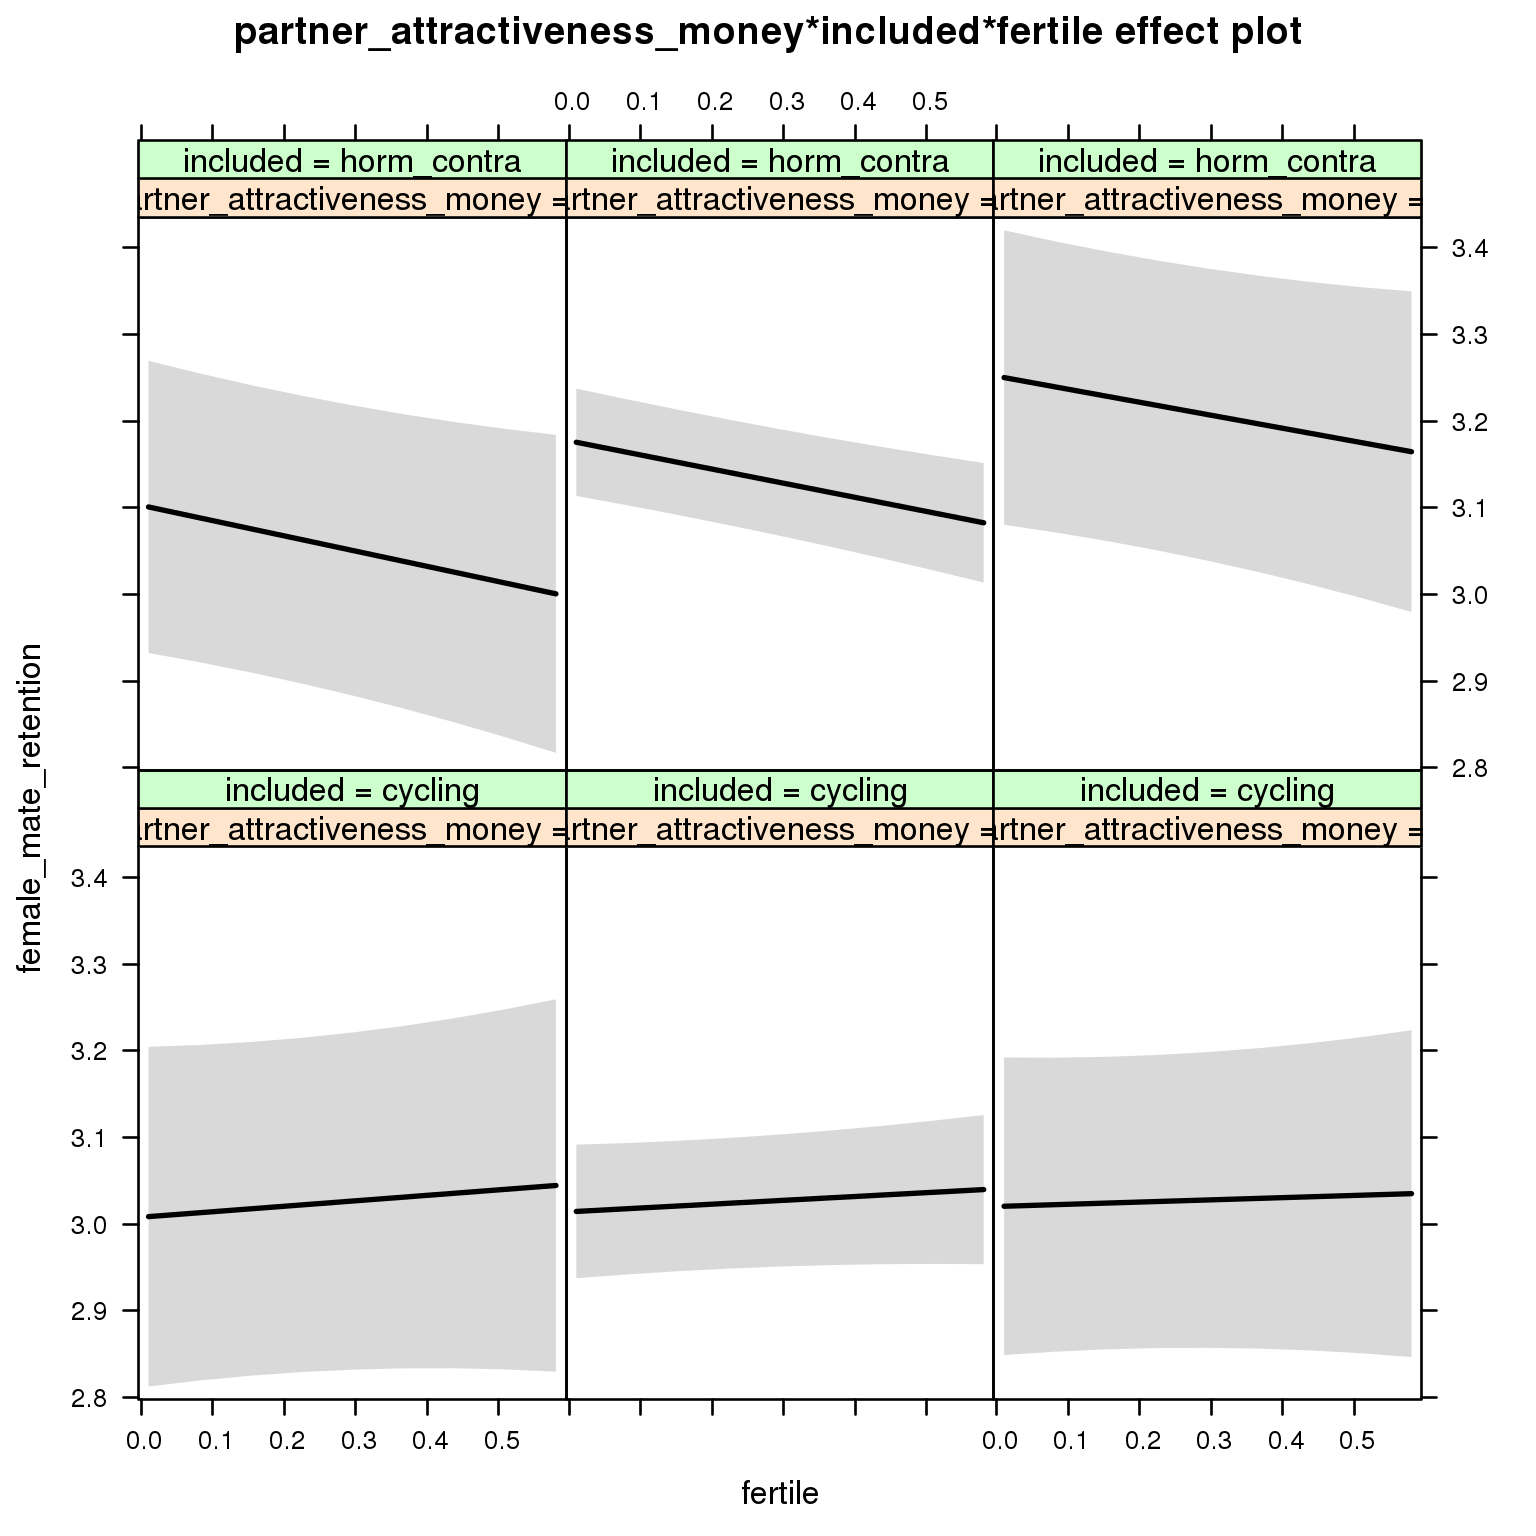 partner_attractiveness_money*included*fertile effect plot
0.0 0.1 0.2 0.3 0.4 0.5
included = horm_contra included = horm_contra included = horm_contra
rtner_attractiveness_money = rtner_attractiveness_money = rtner_attractiveness_money =
3.4
3.3
3.2
3.1
3.0
2.9
2.8
female_mate_retention
included = cycling included = cycling included = cycling
rtner_attractiveness_money = rtner_attractiveness_money = rtner_attractiveness_money =
3.4
3.3
3.2
3.1
3.0
2.9
2.8
0.0 0.1 0.2 0.3 0.4 0.5 0.0 0.1 0.2 0.3 0.4 0.5
fertile